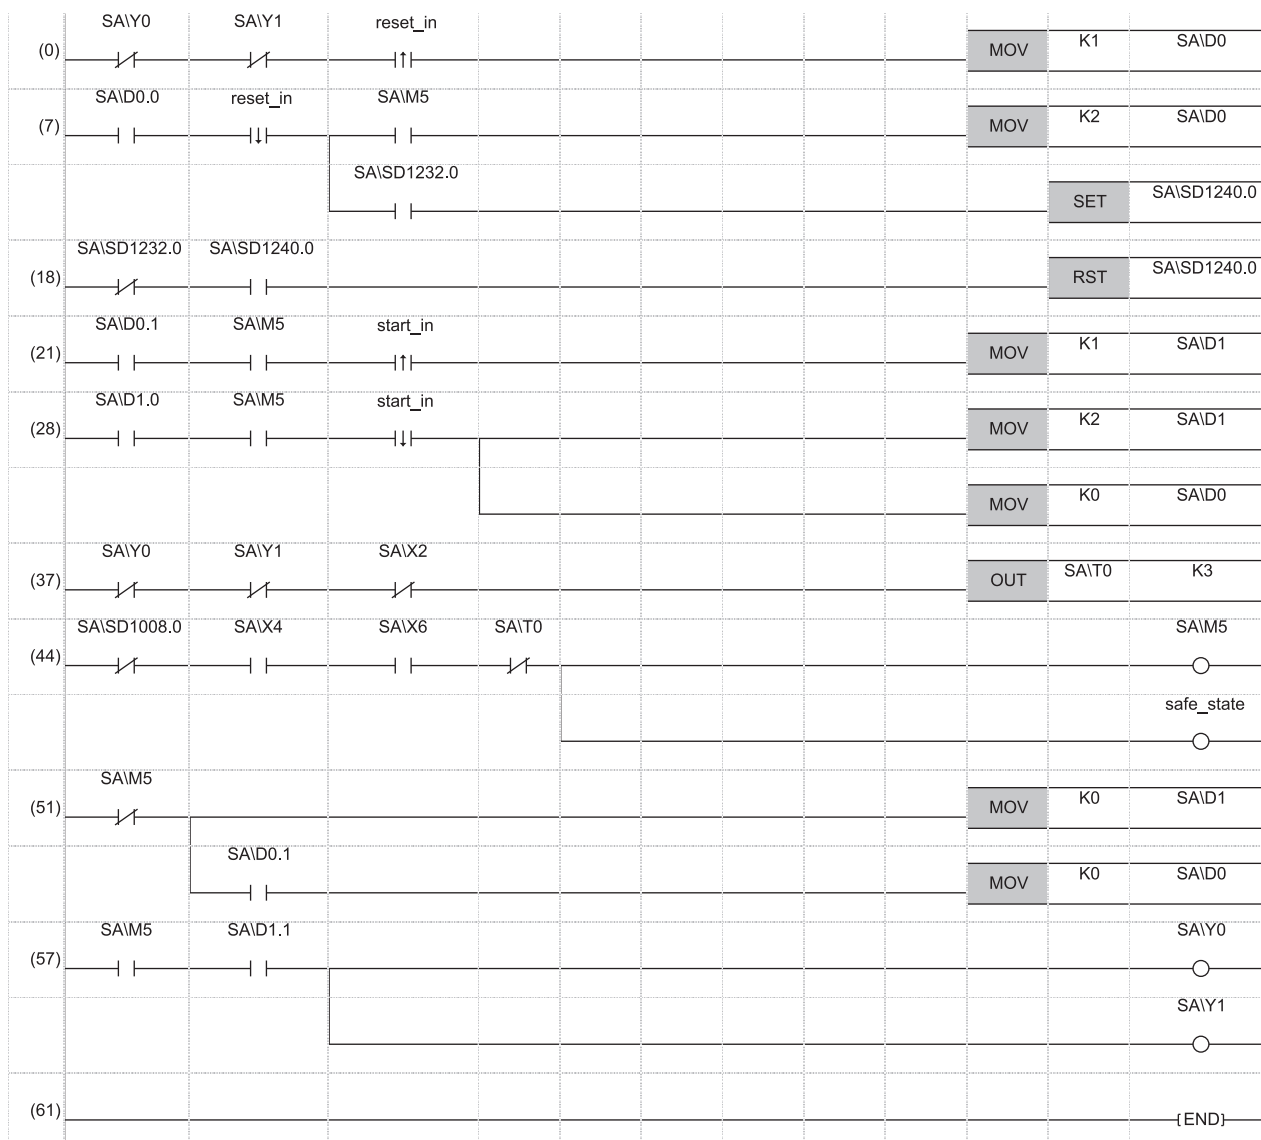 SA\Y0 SA\Y1 reset_in
(0) MOV K1 SA\D0
SA\D0.0 reset_in SA\M5
(7) MOV K2 SA\D0
SA\SD1232.0
SET SA\SD1240.0
SA\SD1232.0 SA\SD1240.0
(18) RST SA\SD1240.0
SA\D0.1 SA\M5 start_in
(21) MOV K1 SA\D1
SA\D1.0 SA\M5 start_in
(28) MOV K2 SA\D1
MOV K0 SA\D0
SA\Y0 SA\Y1 SA\X2
(37) OUT SA\T0 K3
SA\SD1008.0 SA\X4 SA\X6 SA\T0 SA\M5
(44)
safe_state
SA\M5
(51) MOV K0 SA\D1
SA\D0.1
MOV K0 SA\D0
SA\M5 SA\D1.1 SA\Y0
(57)
SA\Y1
(61) [END]